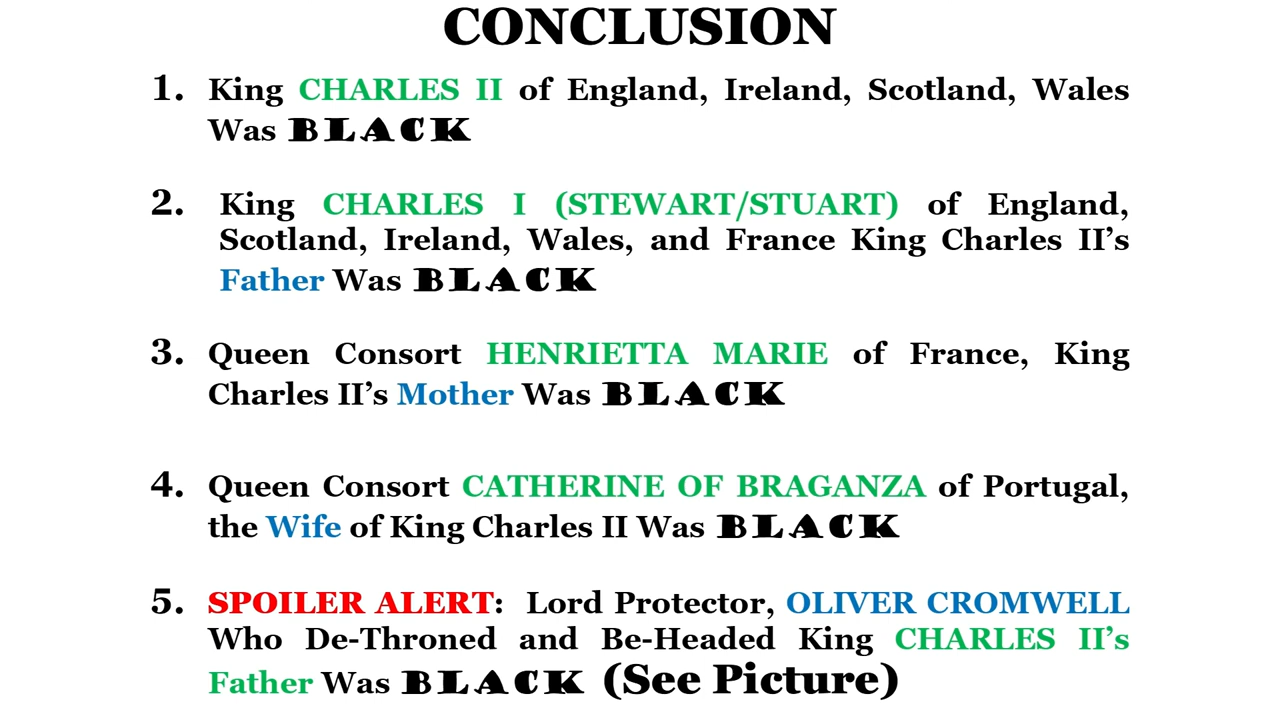 CONCLUSION
1. King CHARLES II of England, Ireland, Scotland, Wales
Was BLACK
2. King CHARLES I (STEWART/STUART) of England,
Scotland, Ireland, Wales, and France King Charles II’s
Father Was BLACK
3. Queen Consort HENRIETTA MARIE of France, King
Charles II’s Mother Was BLACK
4. Queen Consort CATHERINE OF BRAGANZA of Portugal,
the Wife of King Charles II Was BLACK
5. SPOILER ALERT: Lord Protector, OLIVER CROMWELL
Who De-Throned and Be-Headed King CHARLES II’s
Father Was BLACK (See Picture)